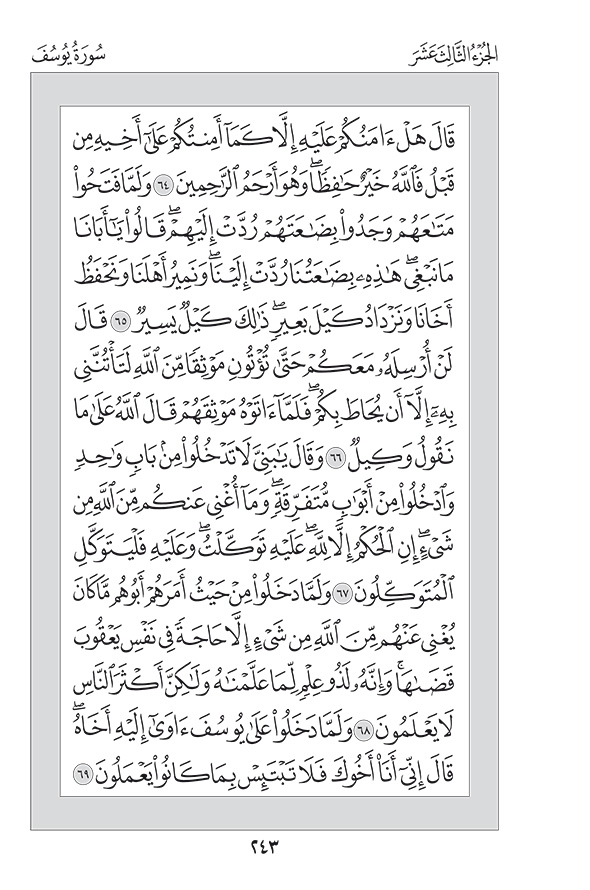 الجُزْءُ الثَّالِثَ عَشَرَ
سُورَةُ يُوسُفَ
قَالَ هَلْ ءَامَنُكُمْ عَلَيْهِ إِلَّا كَمَآ أَمِنتُكُمْ عَلَىٰٓ أَخِيهِ مِن
قَبْلُ فَٱللَّهُ خَيْرٌ حَٰفِظًاۖ وَهُوَ أَرْحَمُ ٱلرَّٰحِمِينَ ٦٤ وَلَمَّا فَتَحُوا۟
مَتَٰعَهُمْ وَجَدُوا۟ بِضَٰعَتَهُمْ رُدَّتْ إِلَيْهِمْۖ قَالُوا۟ يَٰٓأَبَانَا
مَا نَبْغِىۖ هَٰذِهِۦ بِضَٰعَتُنَا رُدَّتْ إِلَيْنَاۖ وَنَمِيرُ أَهْلَنَا وَنَحْفَظُ
أَخَانَا وَنَزْدَادُ كَيْلَ بَعِيرٍۖ ذَٰلِكَ كَيْلٌ يَسِيرٌ ٦٥ قَالَ
لَنْ أُرْسِلَهُۥ مَعَكُمْ حَتَّىٰ تُؤْتُونِ مَوْثِقًا مِّنَ ٱللَّهِ لَتَأْتُنَّنِى
بِهِۦٓ إِلَّآ أَن يُحَاطَ بِكُمْۖ فَلَمَّآ ءَاتَوْهُ مَوْثِقَهُمْ قَالَ ٱللَّهُ عَلَىٰ مَا
نَقُولُ وَكِيلٌ ٦٦ وَقَالَ يَٰبَنِىَّ لَا تَدْخُلُوا۟ مِنۢ بَابٍ وَٰحِدٍ
وَٱدْخُلُوا۟ مِنْ أَبْوَٰبٍ مُّتَفَرِّقَةٍۖ وَمَآ أُغْنِى عَنكُم مِّنَ ٱللَّهِ مِن
شَىْءٍۖ إِنِ ٱلْحُكْمُ إِلَّا لِلَّهِۖ عَلَيْهِ تَوَكَّلْتُۖ وَعَلَيْهِ فَلْيَتَوَكَّلِ
ٱلْمُتَوَكِّلُونَ ٦٧ وَلَمَّا دَخَلُوا۟ مِنْ حَيْثُ أَمَرَهُمْ أَبُوهُم مَّا كَانَ
يُغْنِى عَنْهُم مِّنَ ٱللَّهِ مِن شَىْءٍ إِلَّا حَاجَةً فِى نَفْسِ يَعْقُوبَ
قَضَىٰهَاۚ وَإِنَّهُۥ لَذُو عِلْمٍ لِّمَا عَلَّمْنَٰهُ وَلَٰكِنَّ أَكْثَرَ ٱلنَّاسِ
لَا يَعْلَمُونَ ٦٨ وَلَمَّا دَخَلُوا۟ عَلَىٰ يُوسُفَ ءَاوَىٰٓ إِلَيْهِ أَخَاهُۖ
قَالَ إِنِّىٓ أَنَا۠ أَخُوكَ فَلَا تَبْتَئِسْ بِمَا كَانُوا۟ يَعْمَلُونَ ٦٩
٢٤٣